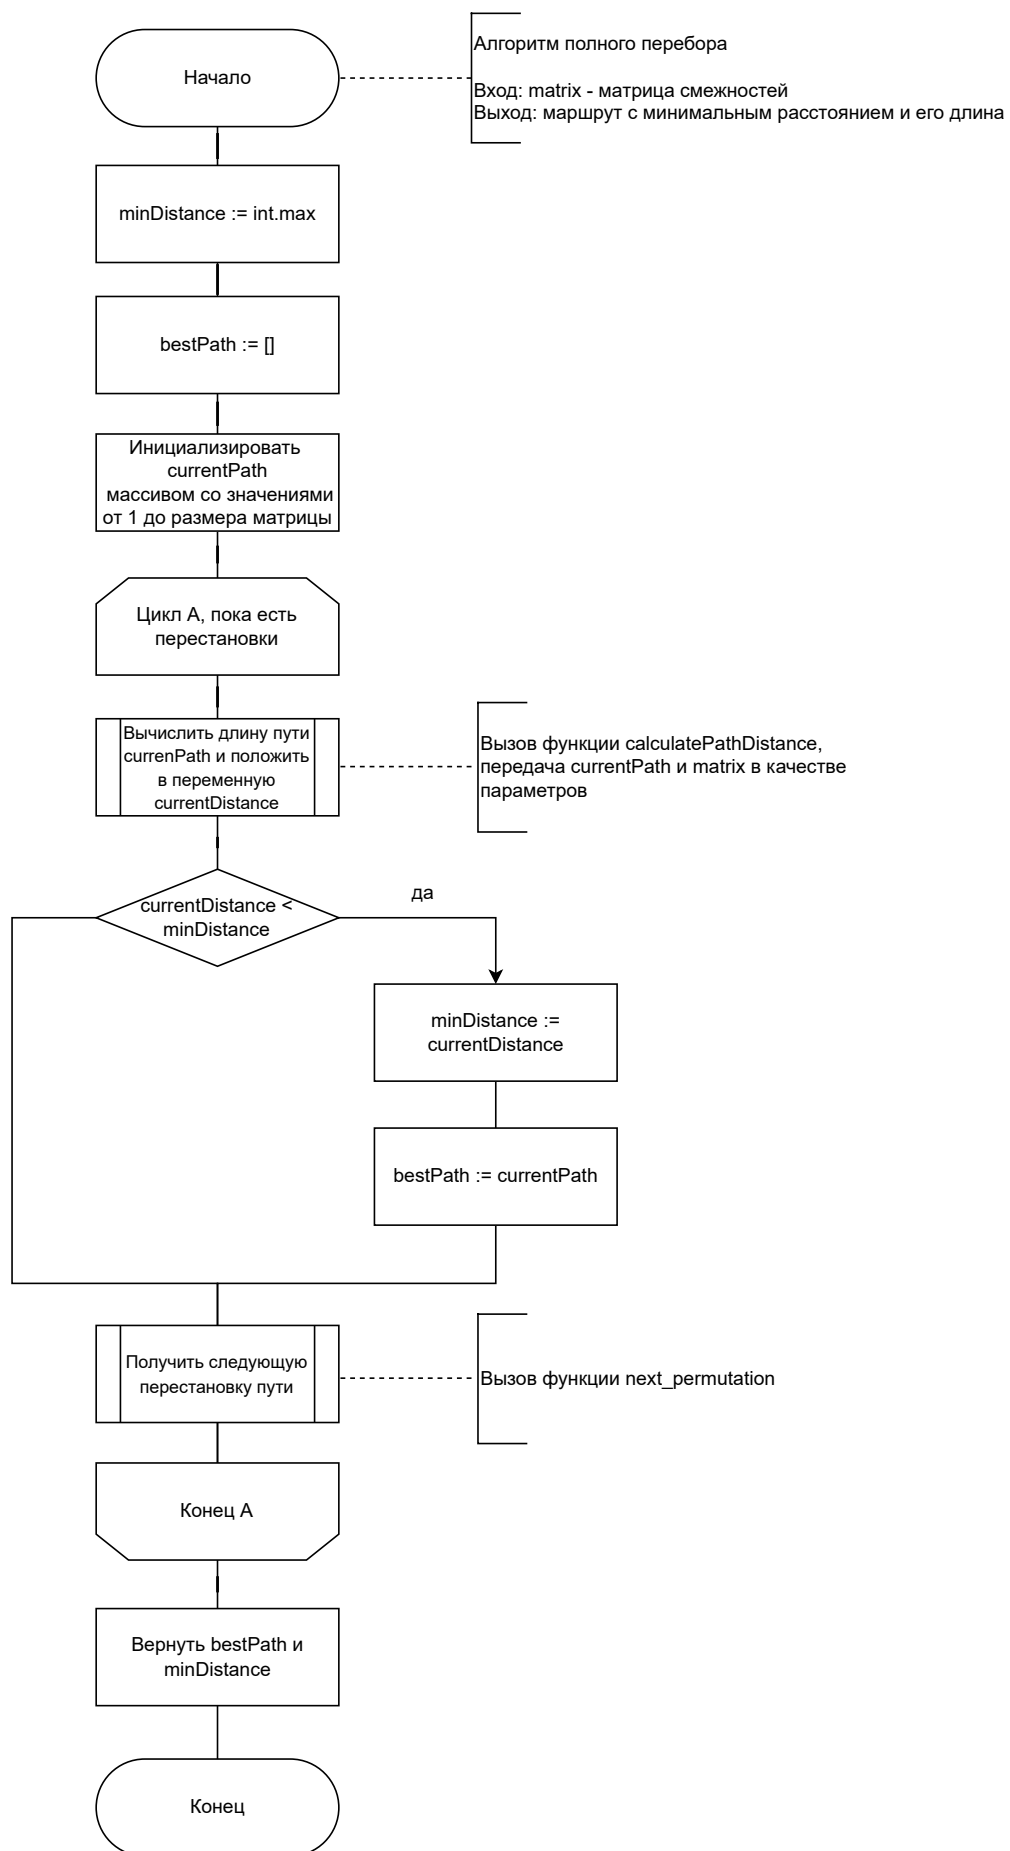 Начало
Алгоритм полного перебора
Вход: matrix - матрица смежностей
Выход: маршрут с минимальным расстоянием и его длина
minDistance := int.max
bestPath := []
Инициализировать
currentPath
массивом со значениями
от 1 до размера матрицы
Цикл А, пока есть
перестановки
Вычислить длину пути
currenPath и положить
в переменную
currentDistance
Вызов функции calculatePathDistance,
передача currentPath и matrix в качестве
параметров
currentDistance <
minDistance
да
minDistance :=
currentDistance
bestPath := currentPath
Получить следующую
перестановку пути
Вызов функции next_permutation
Конец А
Вернуть bestPath и
minDistance
Конец